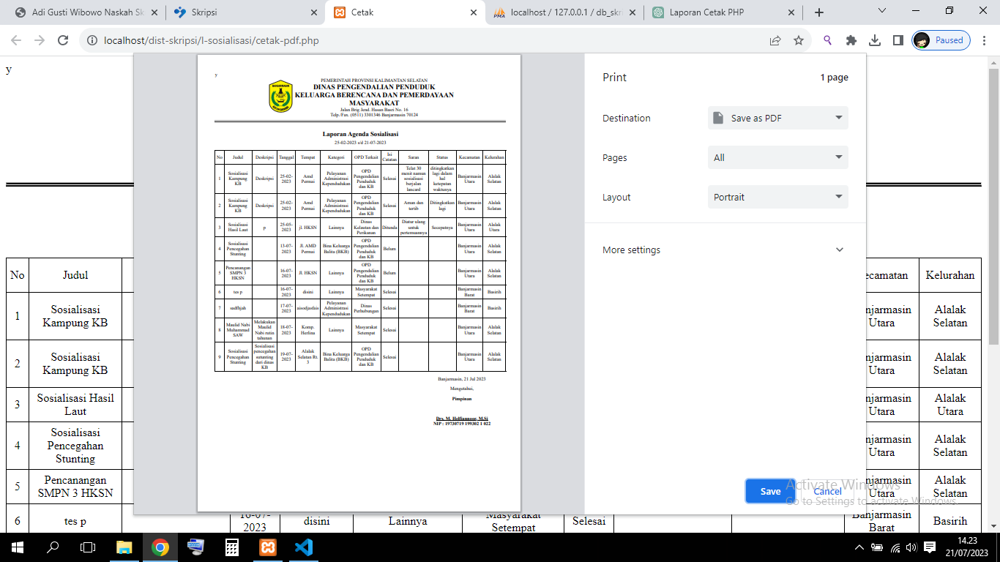 Adi Gusti Wibowo Naskah Sk
Skripsi
Cetak
localhost / 127.0.0.1 / db_skr
Laporan Cetak PHP
localhost/dist-skripsi/l-sosialisasi/cetak-pdf.php
Paused
y
y
PEMERINTAH PROVINSI KALIMANTAN SELATAN
DINAS PENGENDALIAN PENDUDUK
KELUARGA BERENCANA DAN PEMERDAYAAN
MASYARAKAT
Jalan Brig Jend. Hasan Basri No. 16
Telp./Fax. (0511) 3301346 Banjarmasin 70124
Laporan Agenda Sosialisasi
25-02-2023 s/d 21-07-2023
No Judul Deskripsi Tanggal Tempat Kategori OPD Terkait Isi Catatan Saran Status Kecamatan Kelurahan
1 Sosialisasi Kampung KB Deskripsi 25-02-2023 Amd Permai Pelayanan Administrasi Kependudukan OPD Pengendalian Penduduk dan KB Selesai Telat 30 menit namun sosialisasi berjalan lancard ditingkatkan lagi dalam hal ketepatan waktunya Banjarmasin Utara Alalak Selatan
2 Sosialisasi Kampung KB Deskripsi 25-02-2023 Amd Permai Pelayanan Administrasi Kependudukan OPD Pengendalian Penduduk dan KB Selesai Aman dan tertib Ditingkatkan lagi Banjarmasin Utara Alalak Selatan
3 Sosialisasi Hasil Laut p 25-05-2023 jl. HKSN Lainnya Dinas Kelautan dan Perikanan Ditunda Diatur ulang untuk pertemuannya Secepatnya Banjarmasin Utara Alalak Utara
4 Sosialisasi Pencegahan Stunting 13-07-2023 Jl. AMD Permai Bina Keluarga Balita (BKB) OPD Pengendalian Penduduk dan KB Belum Banjarmasin Utara Alalak Selatan
5 Pencanangan SMPN 3 HKSN 16-07-2023 Jl. HKSN Lainnya OPD Pengendalian Penduduk dan KB Belum Banjarmasin Utara Alalak Selatan
6 tes p 16-07-2023 disini Lainnya Masyarakat Setempat Selesai Banjarmasin Barat Basirih
7 sadfhjah 17-07-2023 aisodjasfais Pelayanan Administrasi Kependudukan Dinas Perhubungan Selesai Banjarmasin Barat Basirih
8 Maulid Nabi Muhammad SAW Melakukan Maulid Nabi rutin tahunan 18-07-2023 Komp. Herlina Lainnya Masyarakat Setempat Selesai Banjarmasin Utara Alalak Selatan
9 Sosialisasi Pencegahan Stunting Sosialisasi pencegahan sutunting dari dinas KB 19-07-2023 Alalak Selatan Rt. 3 Bina Keluarga Balita (BKB) OPD Pengendalian Penduduk dan KB Selesai Banjarmasin Utara Alalak Selatan
Banjarmasin, 21 Jul 2023
Mengetahui,
Pimpinan
Drs. M. Helfiannoor, M.Si
NIP : 19730719 199302 1 022
Print
1 page
Destination
Save as PDF
Pages
All
Layout
Portrait
More settings
Save
Cancel
Activate Windows
Go to Settings to activate Windows.
No Judul ecamatan Kelurahan
1 Sosialisasi Kampung KB njarmasin Utara Alalak Selatan
2 Sosialisasi Kampung KB njarmasin Utara Alalak Selatan
3 Sosialisasi Hasil Laut njarmasin Utara Alalak Utara
4 Sosialisasi Pencegahan Stunting njarmasin Utara Alalak Selatan
5 Pencanangan SMPN 3 HKSN njarmasin Utara Alalak Selatan
6 tes p 16-07-2023 disini Lainnya Masyarakat Setempat Selesai Banjarmasin Barat Basirih
14.23
21/07/2023